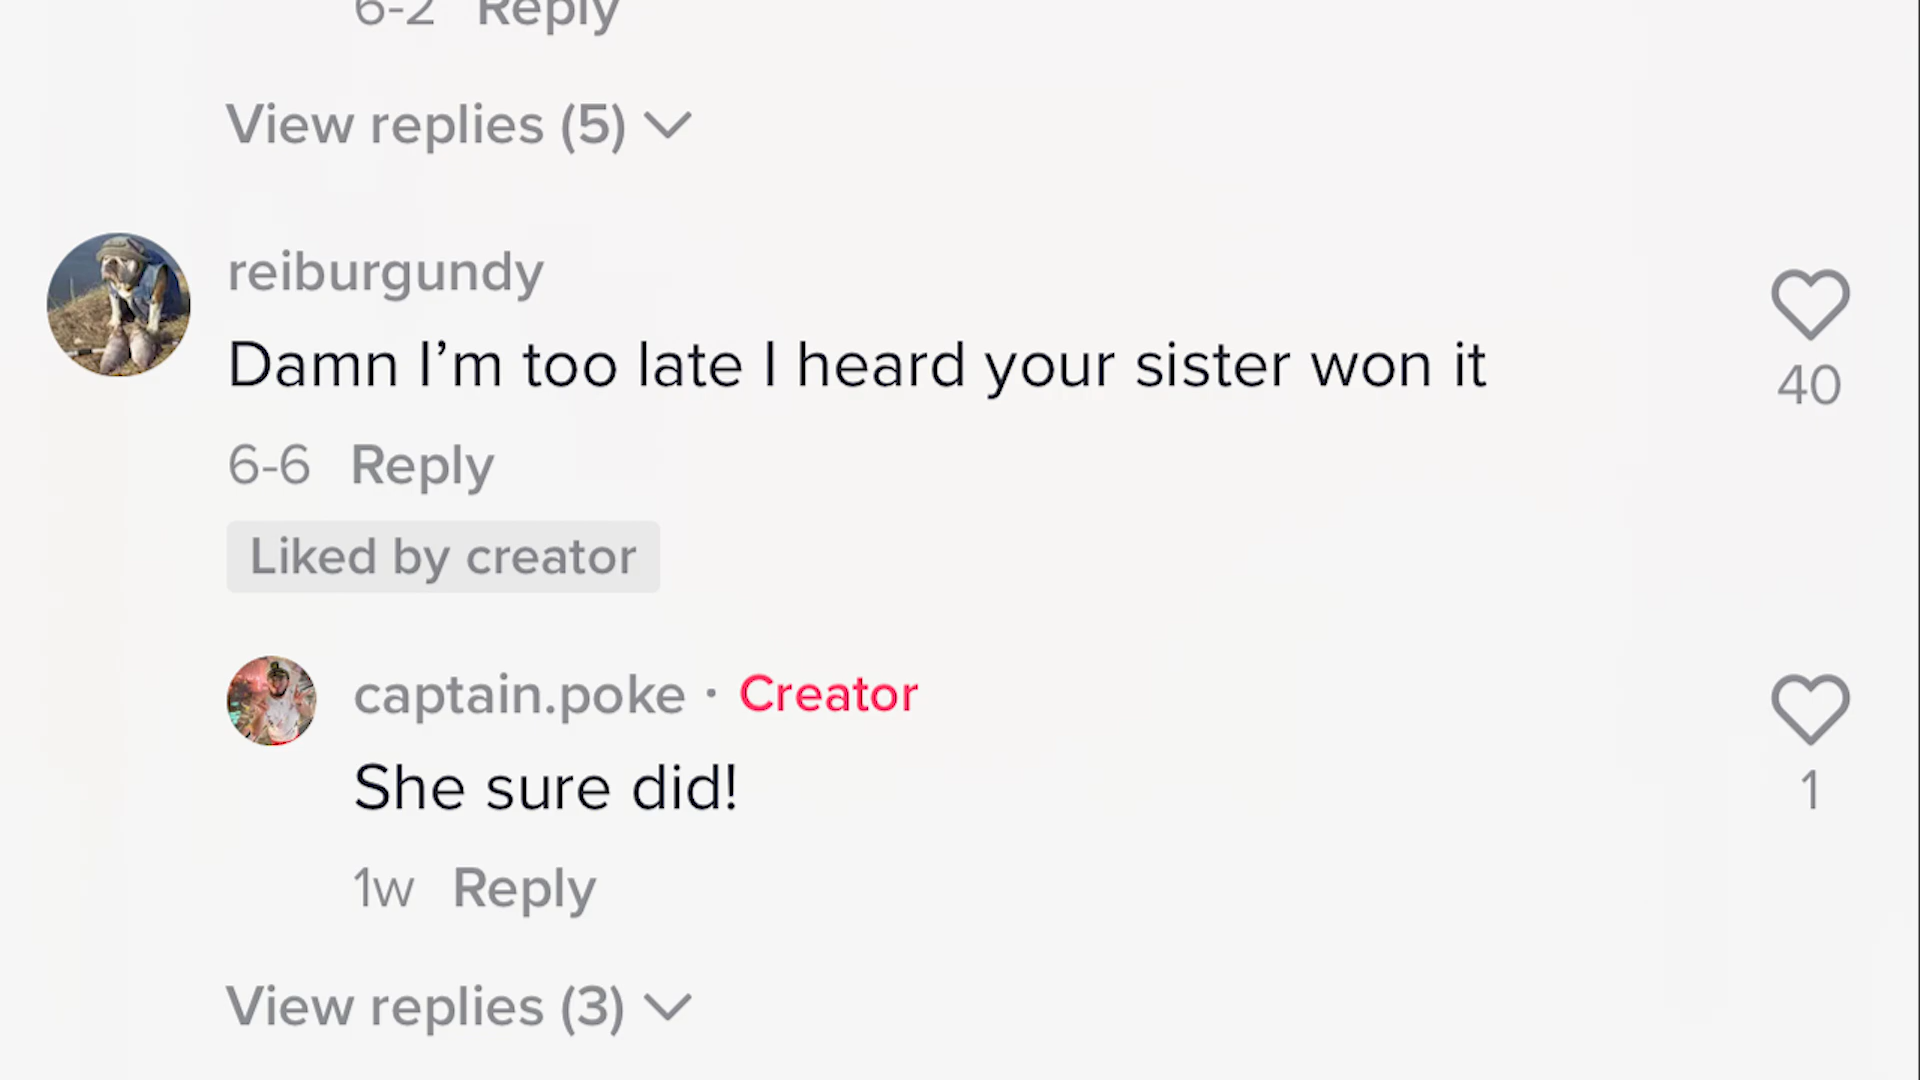 6-2 Reply
View replies (5)
reiburgundy
Damn I’m too late I heard your sister won it
40
6-6 Reply
Liked by creator
captain.poke · Creator
She sure did!
1
1w Reply
View replies (3)